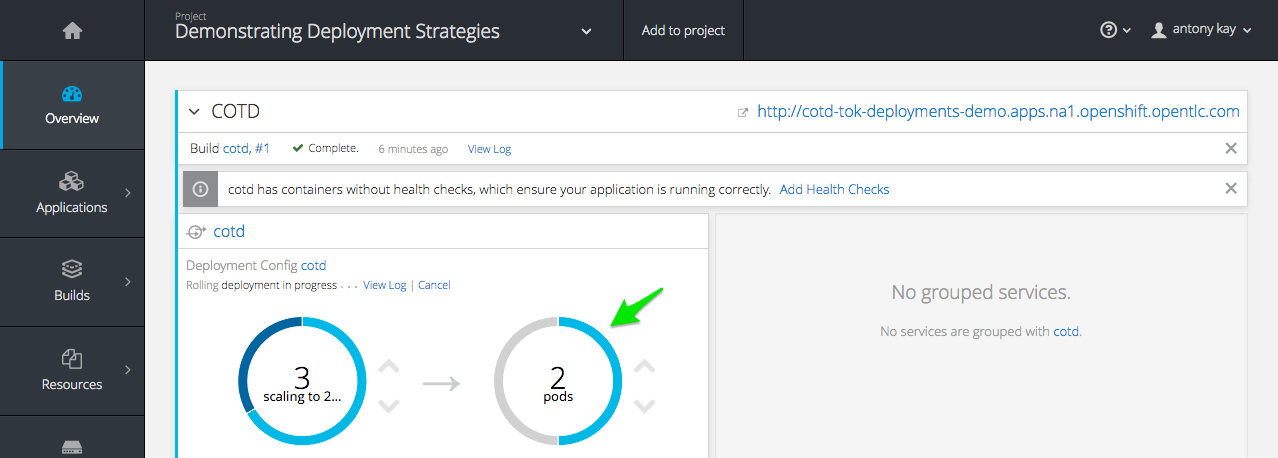 Project
Demonstrating Deployment Strategies
Add to project
antony kay
Overview
Applications
Builds
Resources
COTD
http://cotd-tok-deployments-demo.apps.na1.openshift.opentlc.com
Build cotd, #1 Complete. 6 minutes ago View Log
cotd has containers without health checks, which ensure your application is running correctly. Add Health Checks
cotd
Deployment Config cotd
Rolling deployment in progress . . . View Log | Cancel
3
scaling to 2...
2
pods
No grouped services.
No services are grouped with cotd.